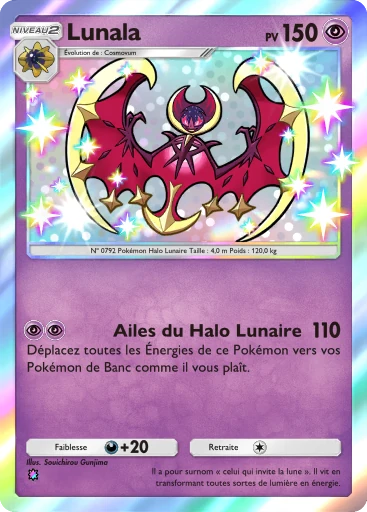 NIVEAU 2
Lunala
PV 150
Évolution de : Cosmovum
N° 0792 Pokémon Halo Lunaire Taille : 4,0 m Poids : 120,0 kg
Ailes du Halo Lunaire 110
Déplacez toutes les Énergies de ce Pokémon vers vos
Pokémon de Banc comme il vous plaît.
Faiblesse +20
Retraite
Illus. Souichirou Gunjima
Il a pour surnom « celui qui invite la lune ». Il vit en
transformant toutes sortes de lumière en énergie.